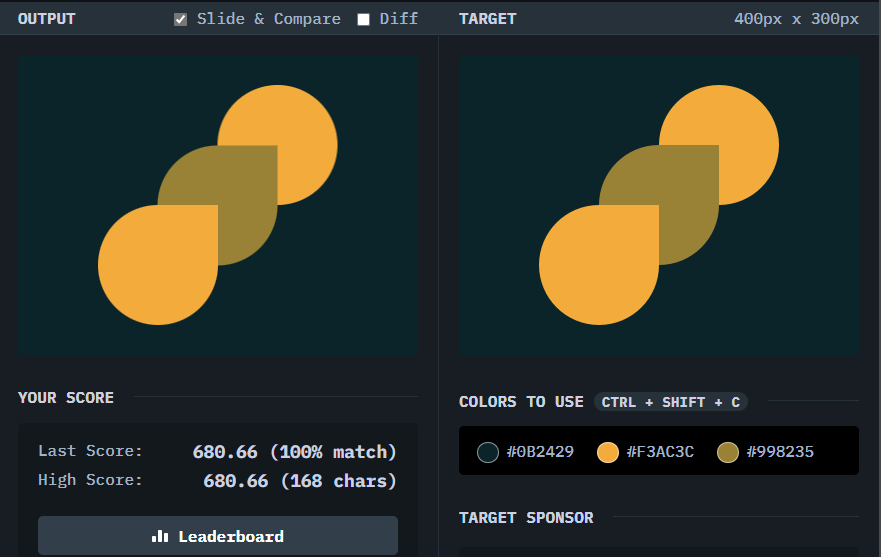 OUTPUT Slide & Compare Diff
TARGET 400px x 300px
YOUR SCORE
Last Score: 680.66 (100% match)
High Score: 680.66 (168 chars)
Leaderboard
COLORS TO USE CTRL + SHIFT + C
#0B2429 #F3AC3C #998235
TARGET SPONSOR